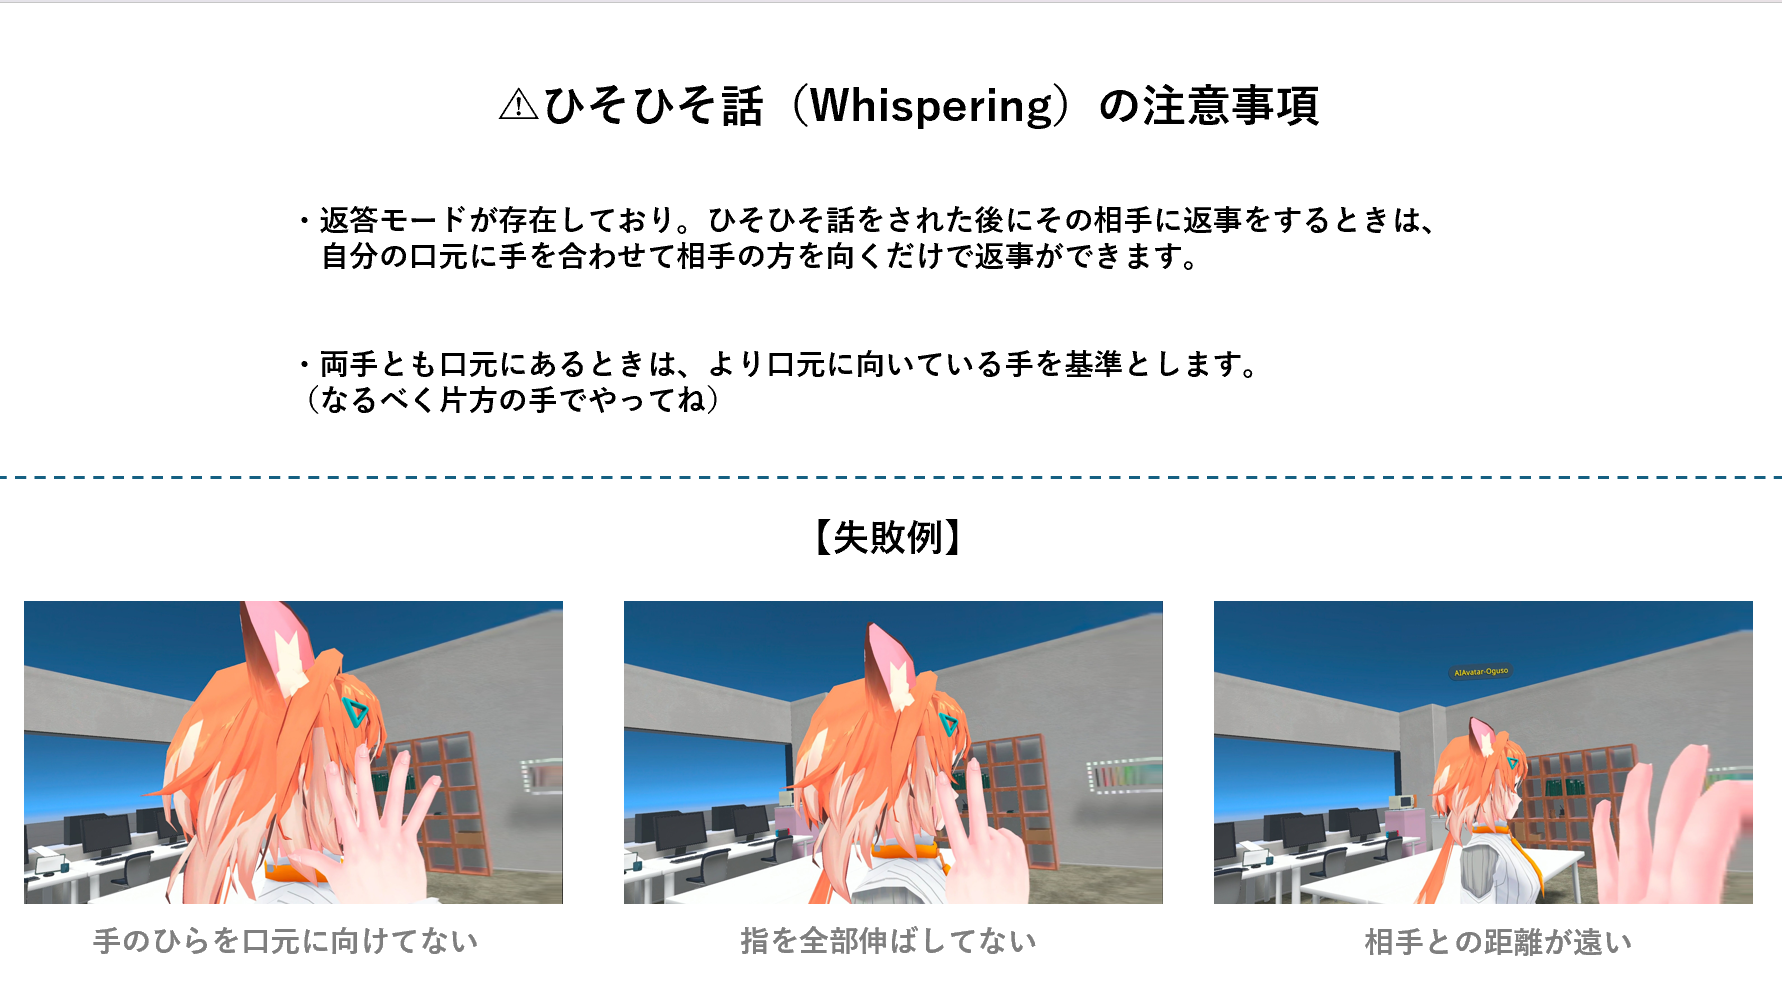 ⚠ひそひそ話（Whispering）の注意事項
・返答モードが存在しており。ひそひそ話をされた後にその相手に返事をするときは、
自分の口元に手を合わせて相手の方を向くだけで返事ができます。
・両手とも口元にあるときは、より口元に向いている手を基準とします。
（なるべく片方の手でやってね）
【失敗例】
AIAvatar-Oguso
手のひらを口元に向けてない
指を全部伸ばしてない
相手との距離が遠い